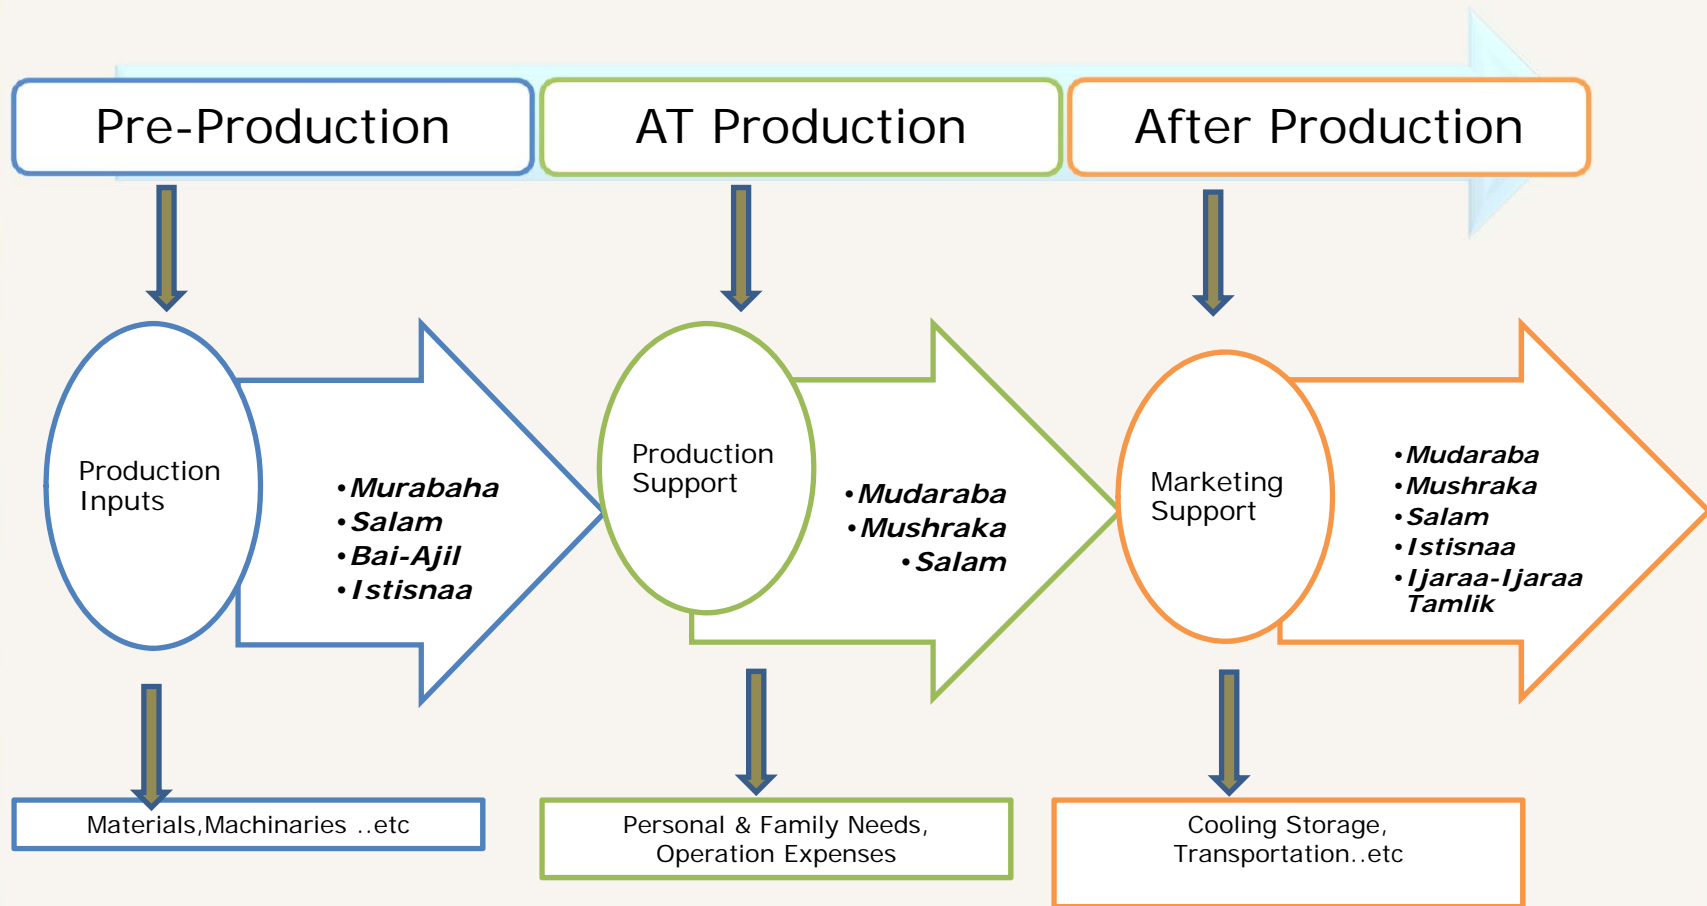 Pre-Production
AT Production
After Production
Production
Inputs
•Murabaha
•Salam
•Bai-Ajil
•Istisnaa
Production
Support
•Mudaraba
•Mushraka
•Salam
Marketing
Support
•Mudaraba
•Mushraka
•Salam
•Istisnaa
•Ijaraa-Ijaraa
Tamlik
Materials,Machinaries ..etc
Personal & Family Needs,
Operation Expenses
Cooling Storage,
Transportation..etc